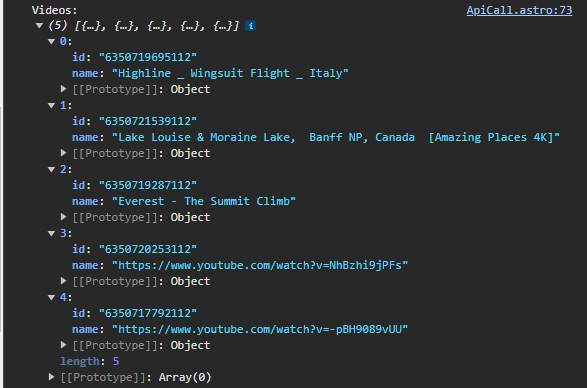 Videos: ApiCall.astro:73
(5) [{…}, {…}, {…}, {…}, {…}] i
0:
id: "6350719695112"
name: "Highline _ Wingsuit Flight _ Italy"
[[Prototype]]: Object
1:
id: "6350721539112"
name: "Lake Louise & Moraine Lake,  Banff NP, Canada  [Amazing Places 4K]"
[[Prototype]]: Object
2:
id: "6350719287112"
name: "Everest - The Summit Climb"
[[Prototype]]: Object
3:
id: "6350720253112"
name: "https://www.youtube.com/watch?v=NhBzhi9jPFs"
[[Prototype]]: Object
4:
id: "6350717792112"
name: "https://www.youtube.com/watch?v=-pBH9089vUU"
[[Prototype]]: Object
length: 5
[[Prototype]]: Array(0)